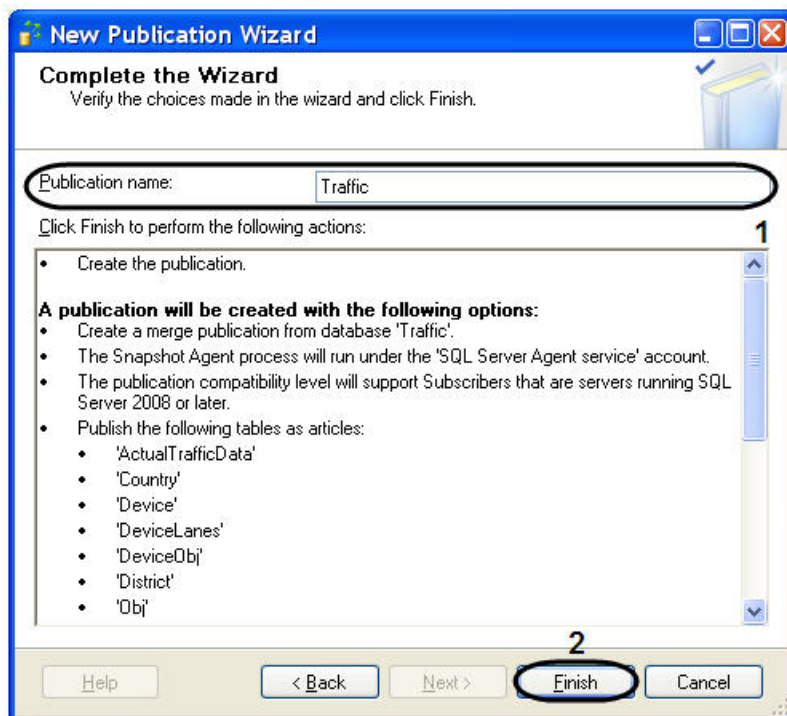 New Publication Wizard
Complete the Wizard
Verify the choices made in the wizard and click Finish.
Publication name: Traffic
Click Finish to perform the following actions:
1
• Create the publication.
A publication will be created with the following options:
• Create a merge publication from database 'Traffic'.
• The Snapshot Agent process will run under the 'SQL Server Agent service' account.
• The publication compatibility level will support Subscribers that are servers running SQL
Server 2008 or later.
• Publish the following tables as articles:
• 'ActualTrafficData'
• 'Country'
• 'Device'
• 'DeviceLanes'
• 'DeviceObj'
• 'District'
• 'Obj'
2
Help < Back Next > Finish Cancel